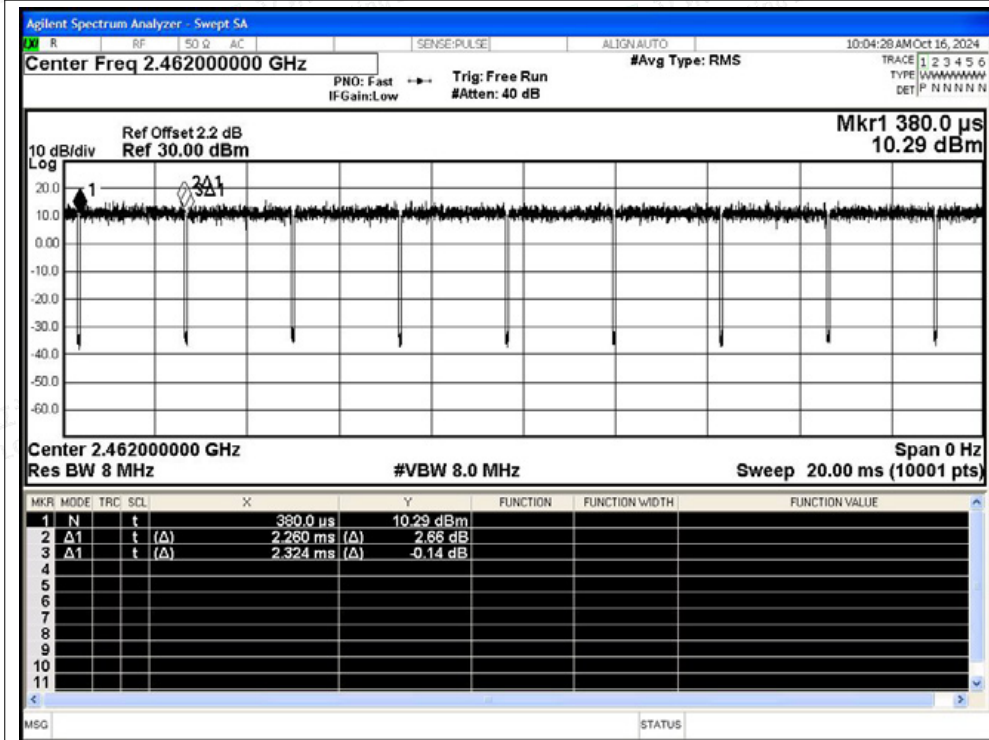 Agilent Spectrum Analyzer - Swept SA
LXI R RF 50 Ω AC SENSE:PULSE ALIGN AUTO 10:04:28 AM Oct 16, 2024
Center Freq 2.462000000 GHz #Avg Type: RMS TRACE 1 2 3 4 5 6
PNO: Fast Trig: Free Run TYPE WWWWWW
IFGain:Low #Atten: 40 dB DET P N N N N N
Mkr1 380.0 µs
Ref Offset 2.2 dB
10 dB/div Ref 30.00 dBm 10.29 dBm
Log
20.0
1
2Δ1
3Δ1
10.0
0.00
-10.0
-20.0
-30.0
-40.0
-50.0
-60.0
Center 2.462000000 GHz Span 0 Hz
Res BW 8 MHz #VBW 8.0 MHz Sweep 20.00 ms (10001 pts)
MKR MODE TRC SCL X Y FUNCTION FUNCTION WIDTH FUNCTION VALUE
1 N t 380.0 µs 10.29 dBm
2 Δ1 t (Δ) 2.260 ms (Δ) 2.66 dB
3 Δ1 t (Δ) 2.324 ms (Δ) -0.14 dB
4
5
6
7
8
9
10
11
MSG STATUS